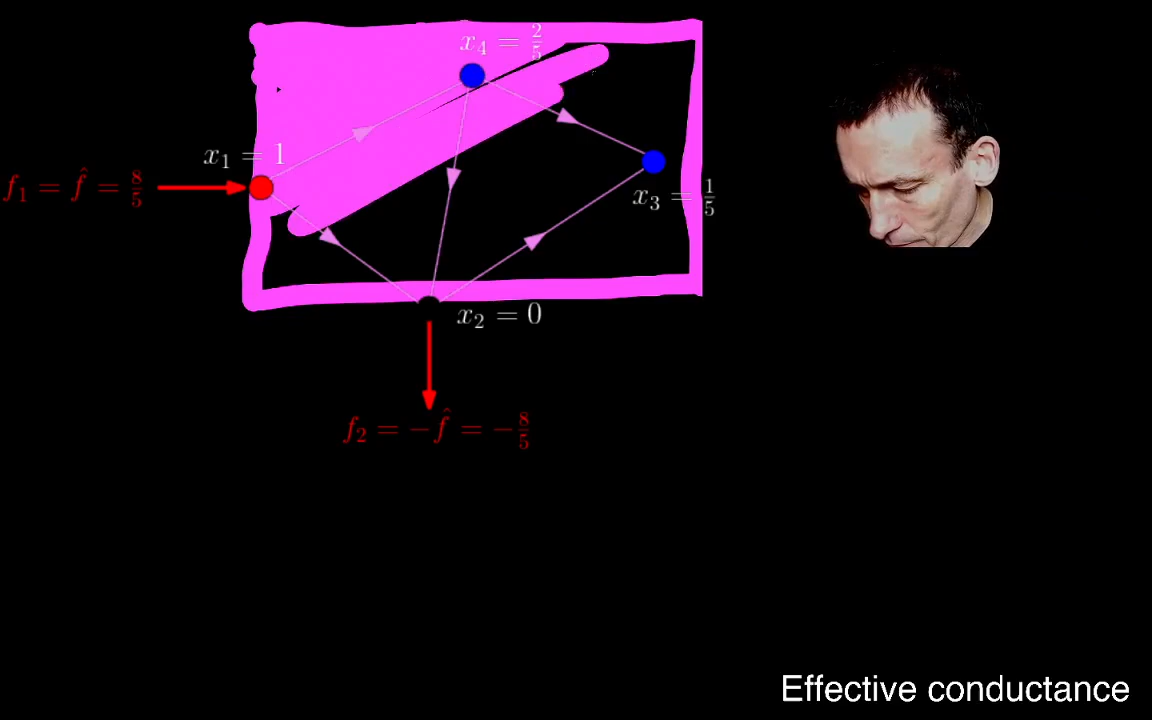 x₄ = 2/5
x₁ = 1
f₁ = f̂ = 8/5
x₃ = 1/5
x₂ = 0
f₂ = −f̂ = −8/5
Effective conductance